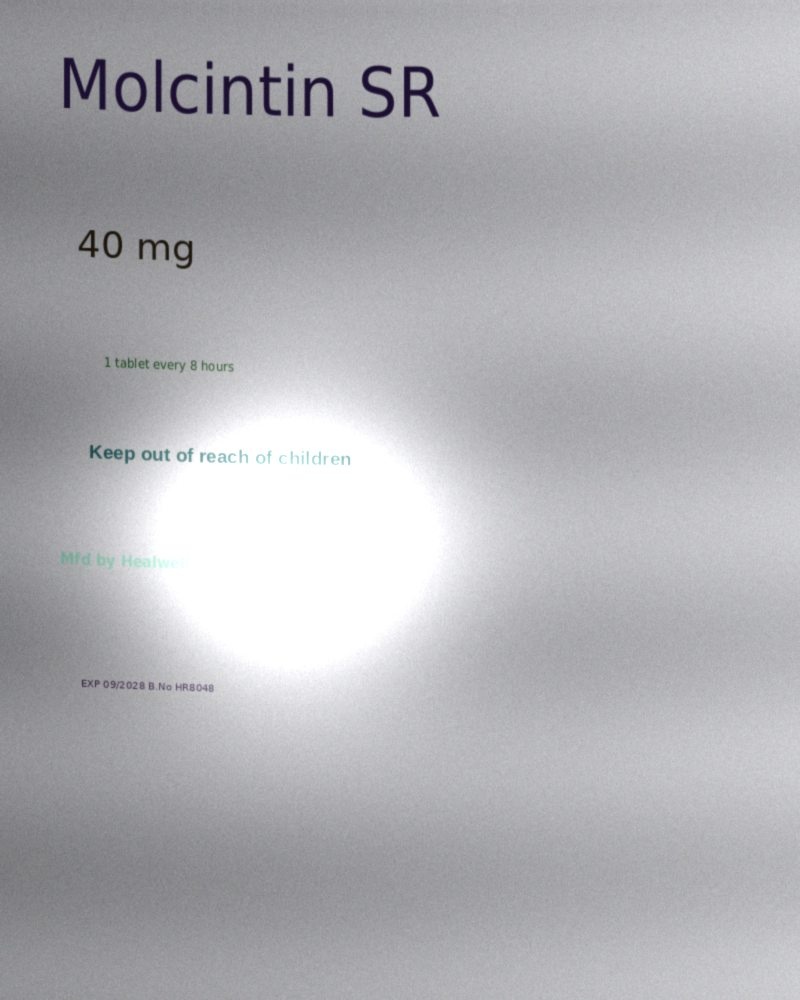 Molcintin SR
40 mg
1 tablet every 8 hours
Keep out of reach of children
Mfd by
EXP 09/2028 B.No HR8048